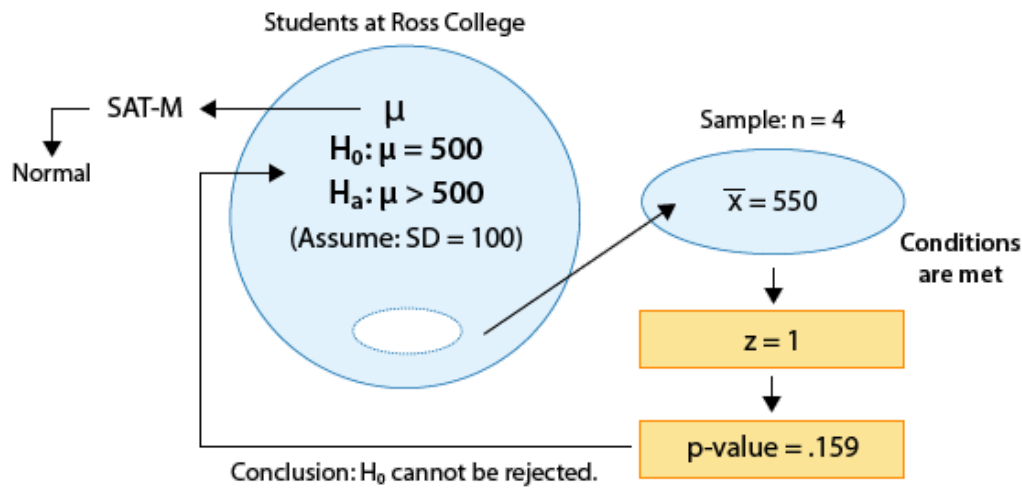 Students at Ross College
SAT-M
Normal
μ
H₀: μ = 500
Hₐ: μ > 500
(Assume: SD = 100)
Sample: n = 4
x̅ = 550
Conditions
are met
z = 1
p-value = .159
Conclusion: H₀ cannot be rejected.